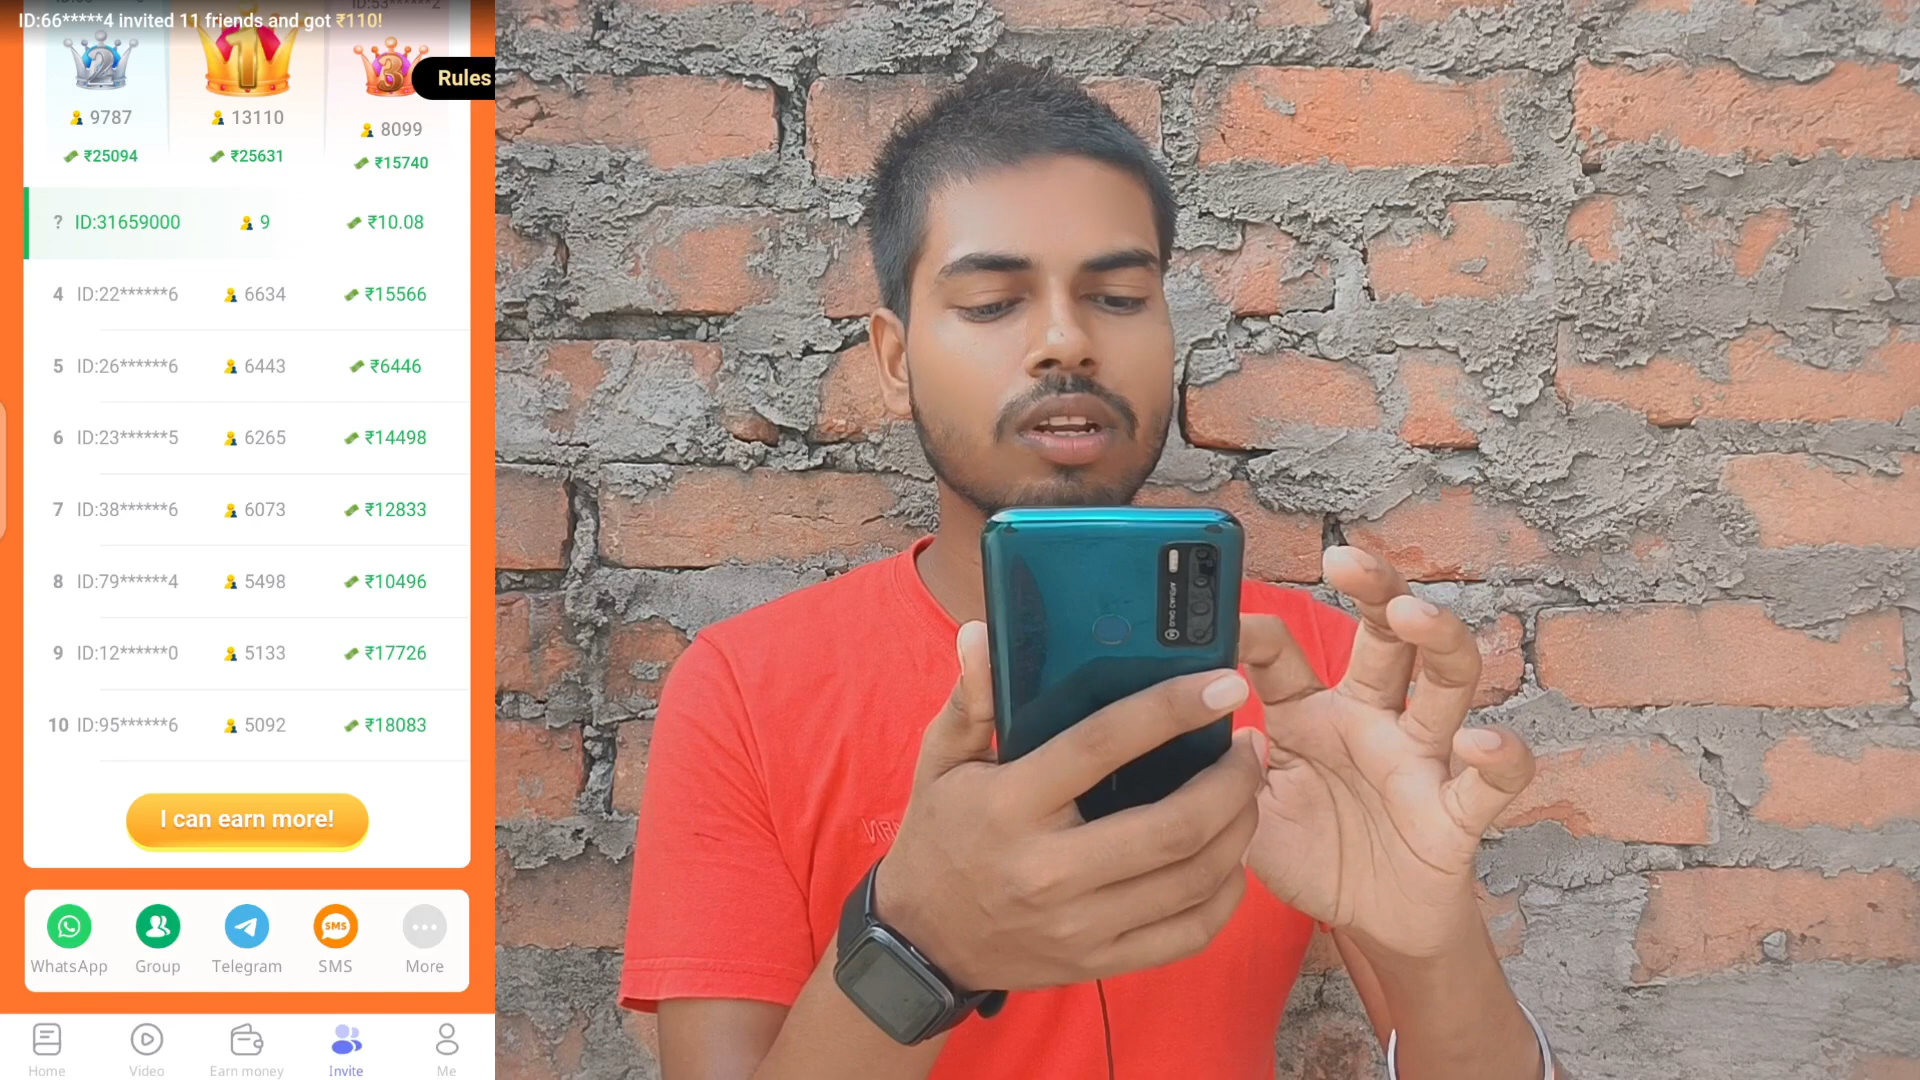 ID:66*****4 invited 11 friends and got ₹110!
2
1
3
Rules
9787
13110
8099
₹25094
₹25631
₹15740
? ID:31659000 9 ₹10.08
4 ID:22******6 6634 ₹15566
5 ID:26******6 6443 ₹6446
6 ID:23******5 6265 ₹14498
7 ID:38******6 6073 ₹12833
8 ID:79******4 5498 ₹10496
9 ID:12******0 5133 ₹17726
10 ID:95******6 5092 ₹18083
I can earn more!
SMS
WhatsApp Group Telegram SMS More
Home Video Earn money Invite Me